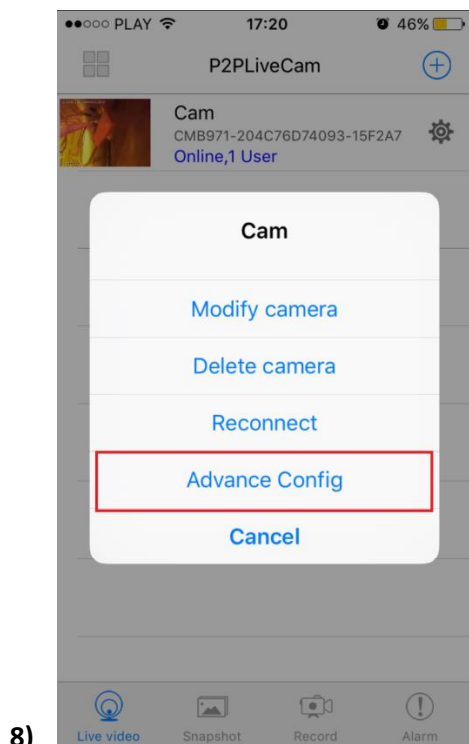 PLAY 17:20 46%
P2PLiveCam
Cam
CMB971-204C76D74093-15F2A7
Online,1 User
Cam
Modify camera
Delete camera
Reconnect
Advance Config
Cancel
Live video Snapshot Record Alarm
8)